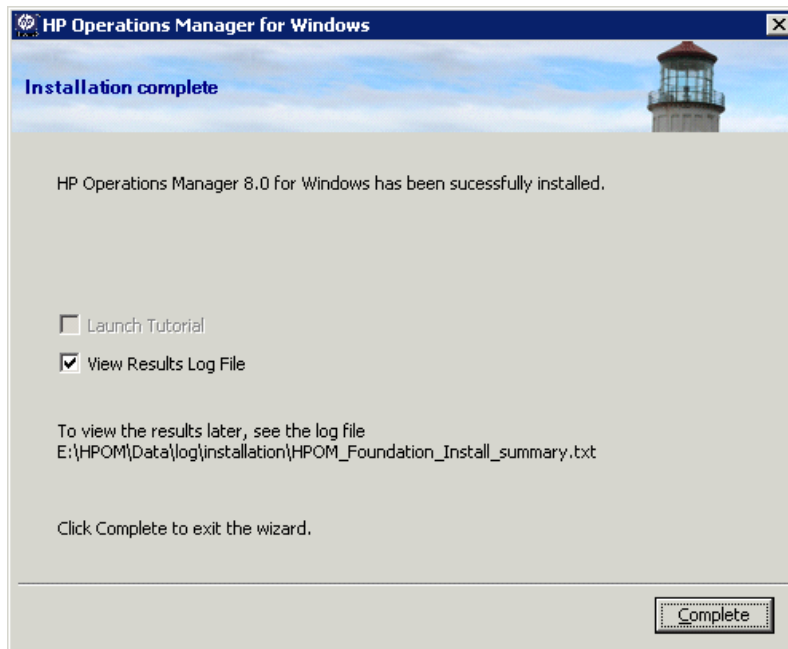 HP Operations Manager for Windows
Installation complete
HP Operations Manager 8.0 for Windows has been sucessfully installed.
Launch Tutorial
View Results Log File
To view the results later, see the log file
E:\HPOM\Data\log\installation\HPOM_Foundation_Install_summary.txt
Click Complete to exit the wizard.
Complete